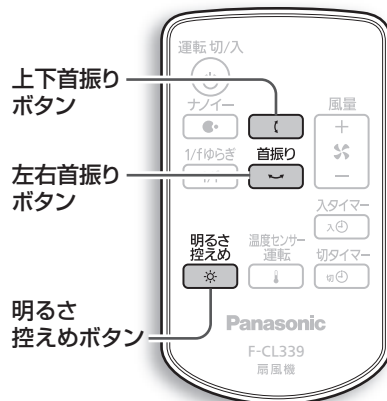 上下首振り
ボタン
左右首振り
ボタン
明るさ
控えめボタン
運転 切/入
ナノイー
風量
1/fゆらぎ
首振り
入タイマー
入
明るさ
控えめ
温度センサー
運転
切タイマー
切
Panasonic
F-CL339
扇風機